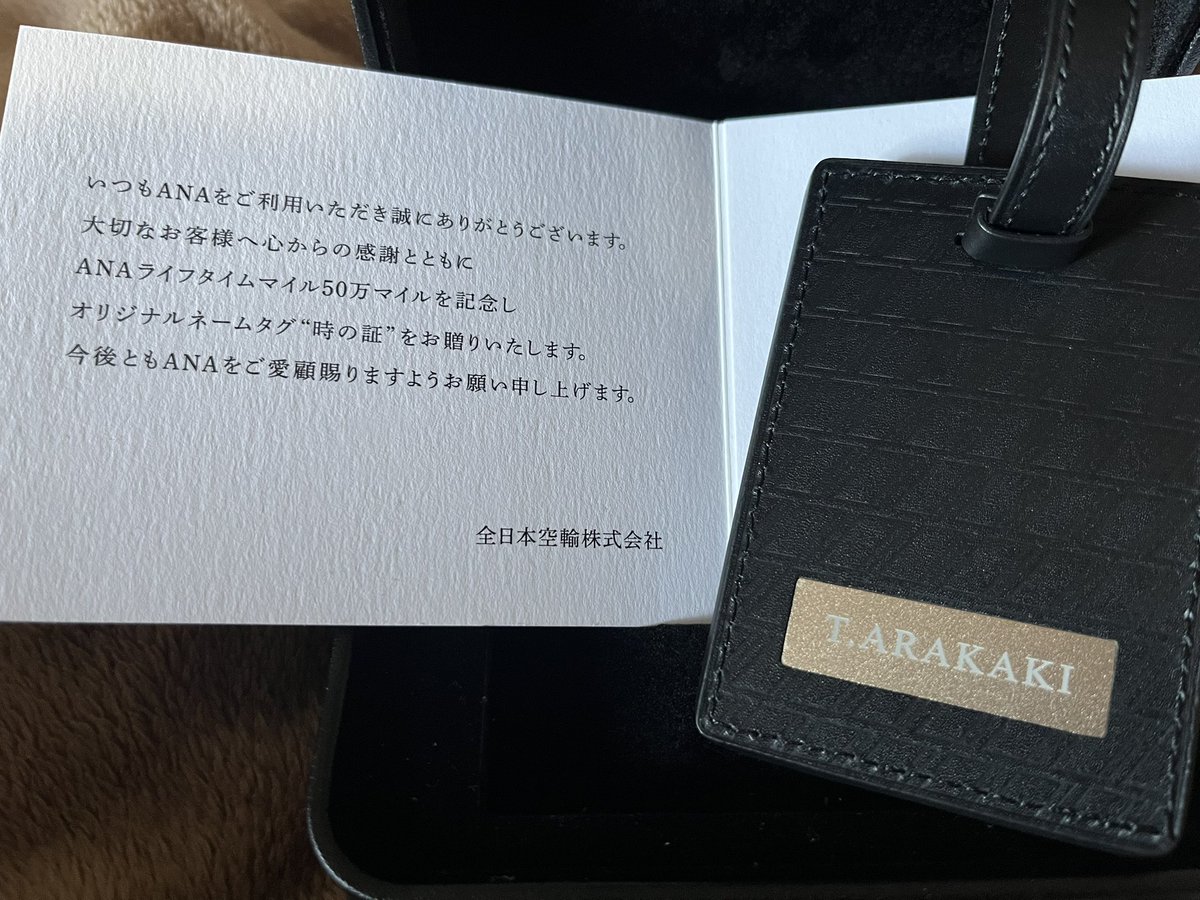 いつもANAをご利用いただき誠にありがとうございます。
大切なお客様へ心からの感謝とともに
ANAライフタイムマイル50万マイルを記念し
オリジナルネームタグ“時の証”をお贈りいたします。
今後ともANAをご愛顧賜りますようお願い申し上げます。
全日本空輸株式会社
T.ARAKAKI